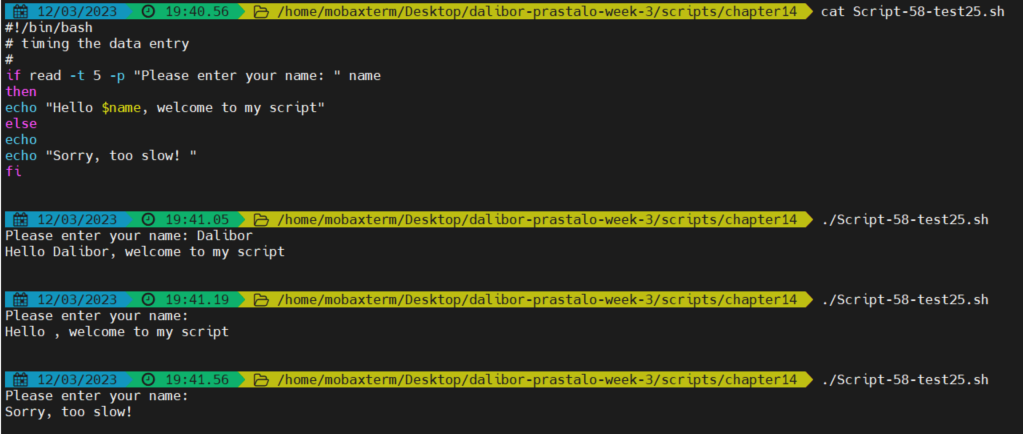 12/03/2023 19:40.56 /home/mobaxterm/Desktop/dalibor-prastalo-week-3/scripts/chapter14 cat Script-58-test25.sh
#!/bin/bash
# timing the data entry
#
if read -t 5 -p "Please enter your name: " name
then
echo "Hello $name, welcome to my script"
else
echo
echo "Sorry, too slow! "
fi
12/03/2023 19:41.05 /home/mobaxterm/Desktop/dalibor-prastalo-week-3/scripts/chapter14 ./Script-58-test25.sh
Please enter your name: Dalibor
Hello Dalibor, welcome to my script
12/03/2023 19:41.19 /home/mobaxterm/Desktop/dalibor-prastalo-week-3/scripts/chapter14 ./Script-58-test25.sh
Please enter your name:
Hello , welcome to my script
12/03/2023 19:41.56 /home/mobaxterm/Desktop/dalibor-prastalo-week-3/scripts/chapter14 ./Script-58-test25.sh
Please enter your name:
Sorry, too slow!